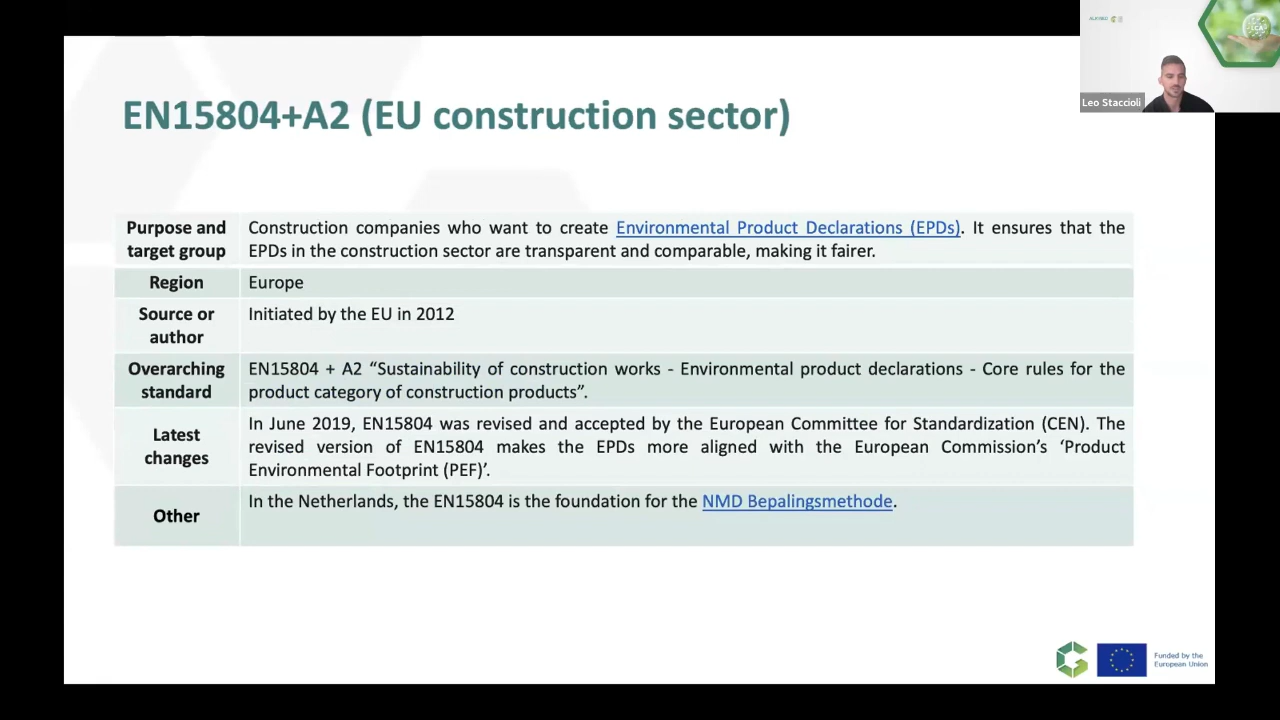 Leo Staccioli
EN15804+A2 (EU construction sector)
Purpose and
target group
Construction companies who want to create Environmental Product Declarations (EPDs). It ensures that the
EPDs in the construction sector are transparent and comparable, making it fairer.
Region
Europe
Source or
author
Initiated by the EU in 2012
Overarching
standard
EN15804 + A2 “Sustainability of construction works - Environmental product declarations - Core rules for the
product category of construction products”.
Latest
changes
In June 2019, EN15804 was revised and accepted by the European Committee for Standardization (CEN). The
revised version of EN15804 makes the EPDs more aligned with the European Commission’s ‘Product
Environmental Footprint (PEF)’.
Other
In the Netherlands, the EN15804 is the foundation for the NMD Bepalingsmethode.
Funded by the
European Union